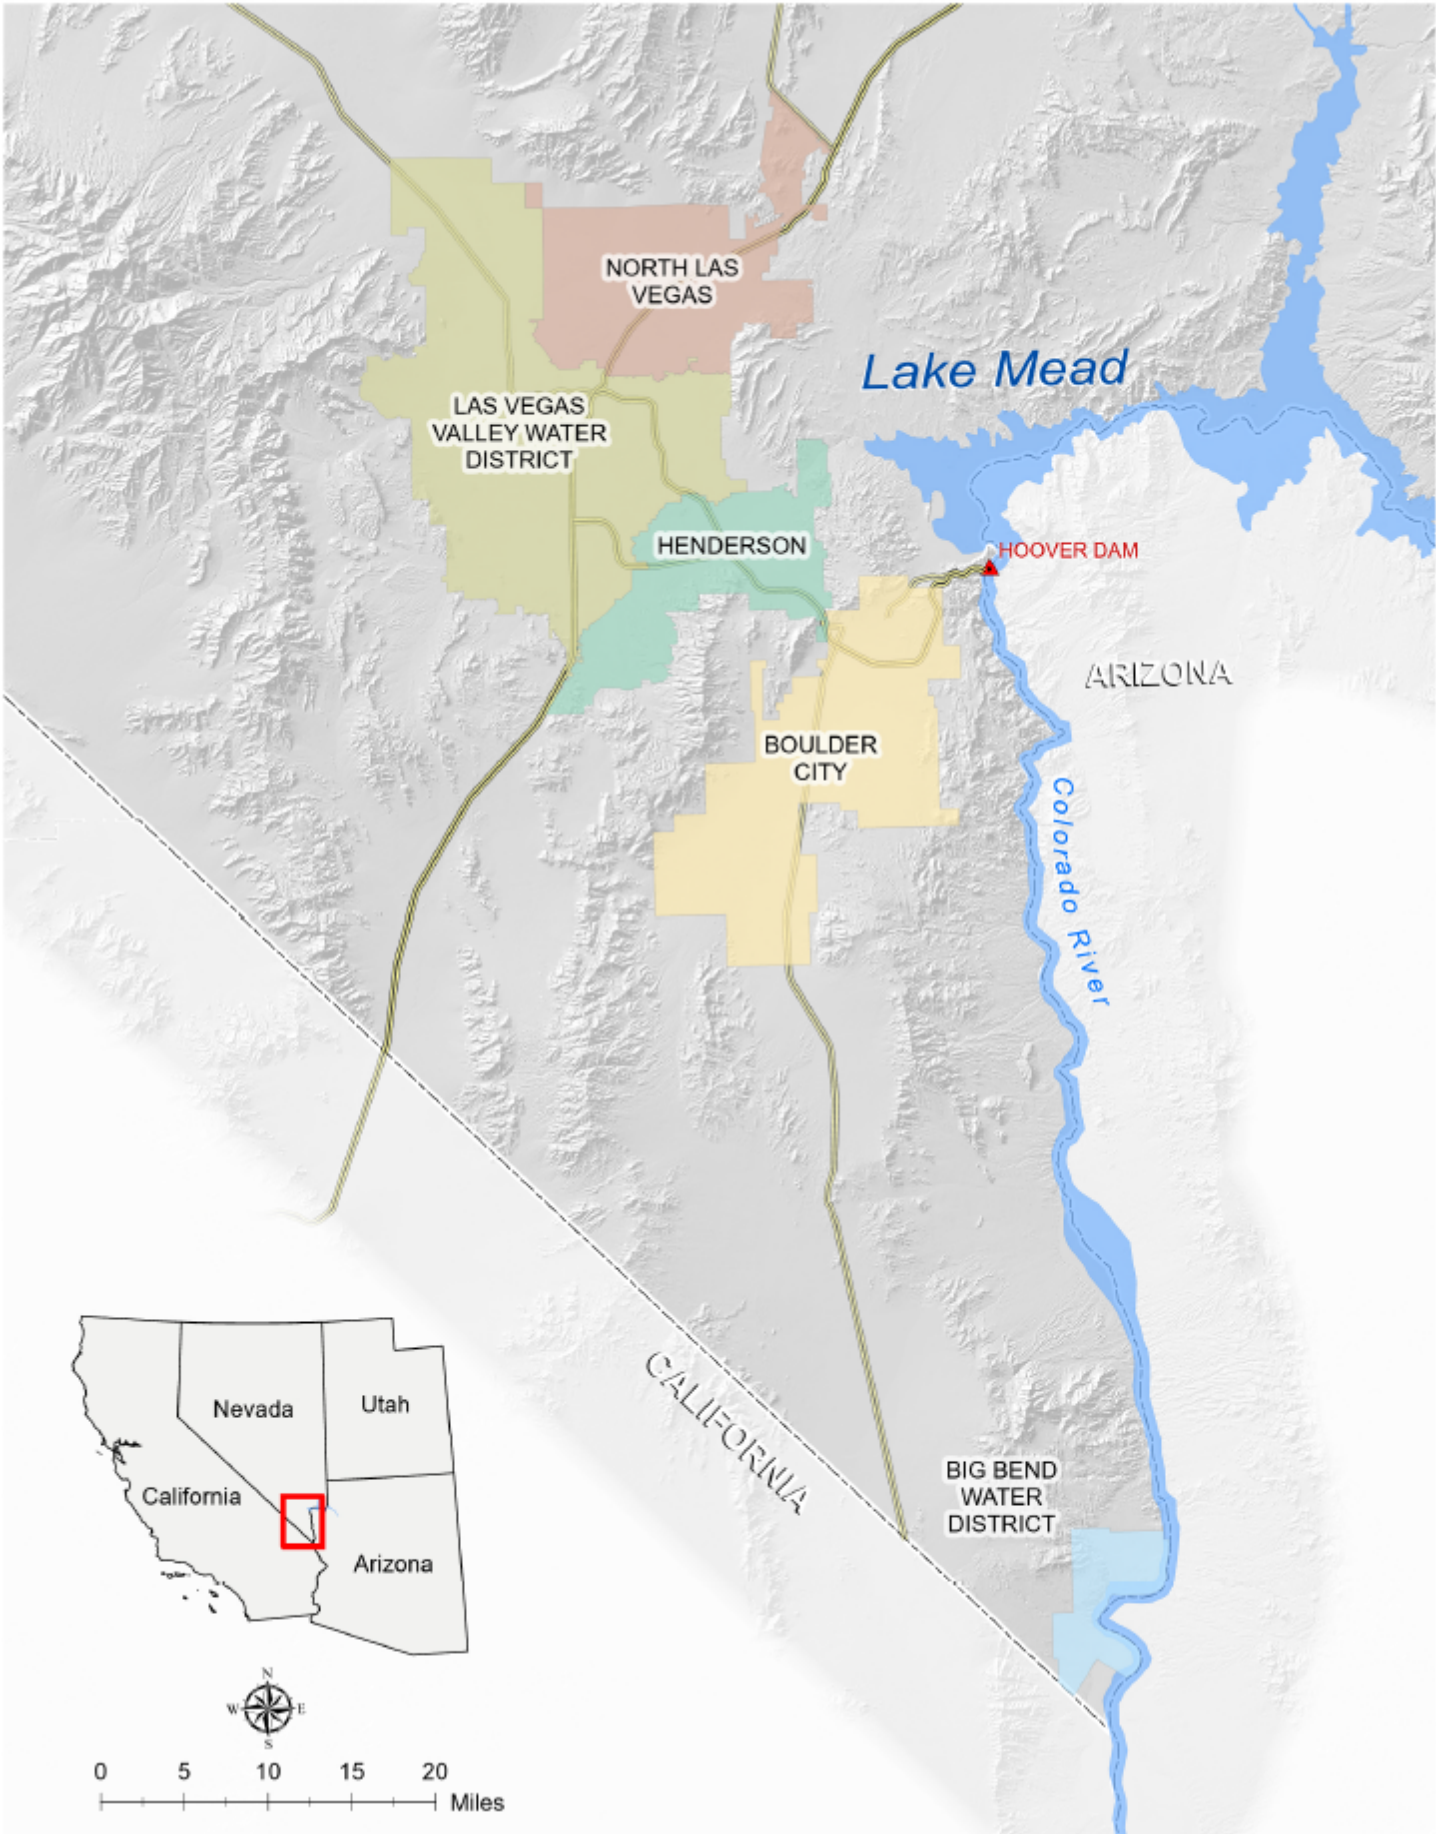 NORTH LAS
VEGAS
Lake Mead
LAS VEGAS
VALLEY WATER
DISTRICT
HENDERSON
HOOVER DAM
ARIZONA
BOULDER
CITY
Colorado River
CALIFORNIA
BIG BEND
WATER
DISTRICT
Nevada
Utah
California
Arizona
N
W
E
S
0 5 10 15 20
Miles